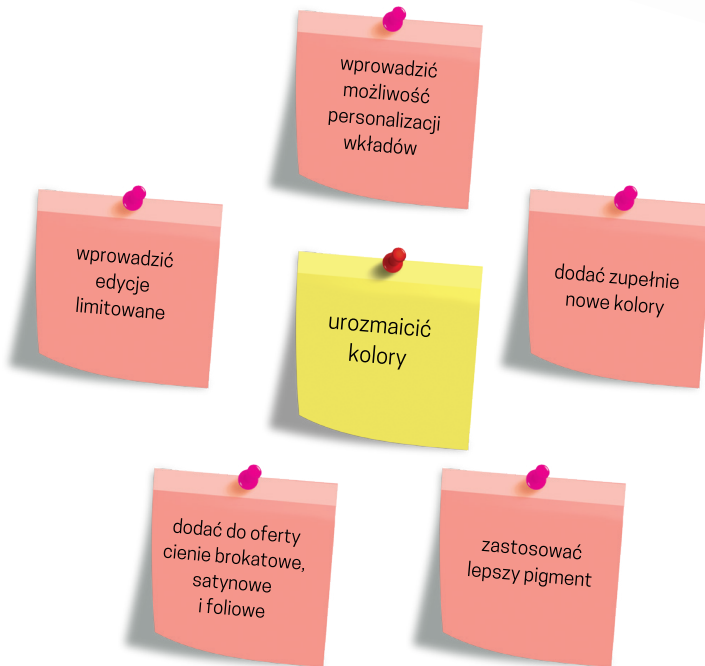 wprowadzić
możliwość
personalizacji
wkładów
wprowadzić
edycje
limitowane
urozmaicić
kolory
dodać zupełnie
nowe kolory
dodać do oferty
cienie brokatowe,
satynowe
i foliowe
zastosować
lepszy pigment